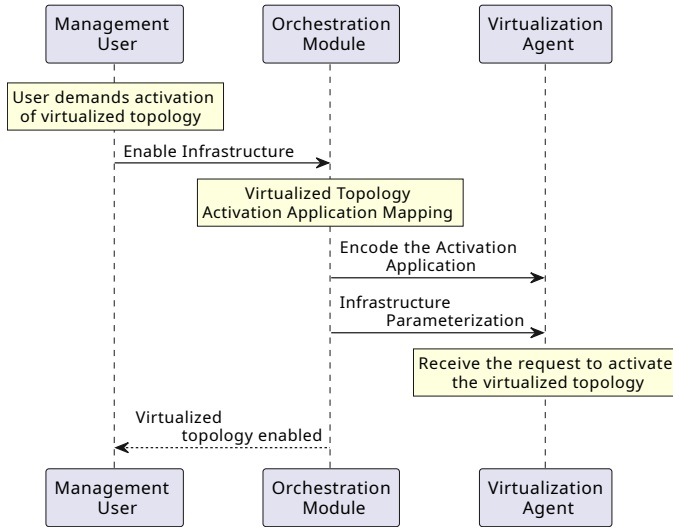 Management
User
Orchestration
Module
Virtualization
Agent
User demands activation
of virtualized topology
Enable Infrastructure
Virtualized Topology
Activation Application Mapping
Encode the Activation
Application
Infrastructure
Parameterization
Receive the request to activate
the virtualized topology
Virtualized
topology enabled
Management
User
Orchestration
Module
Virtualization
Agent